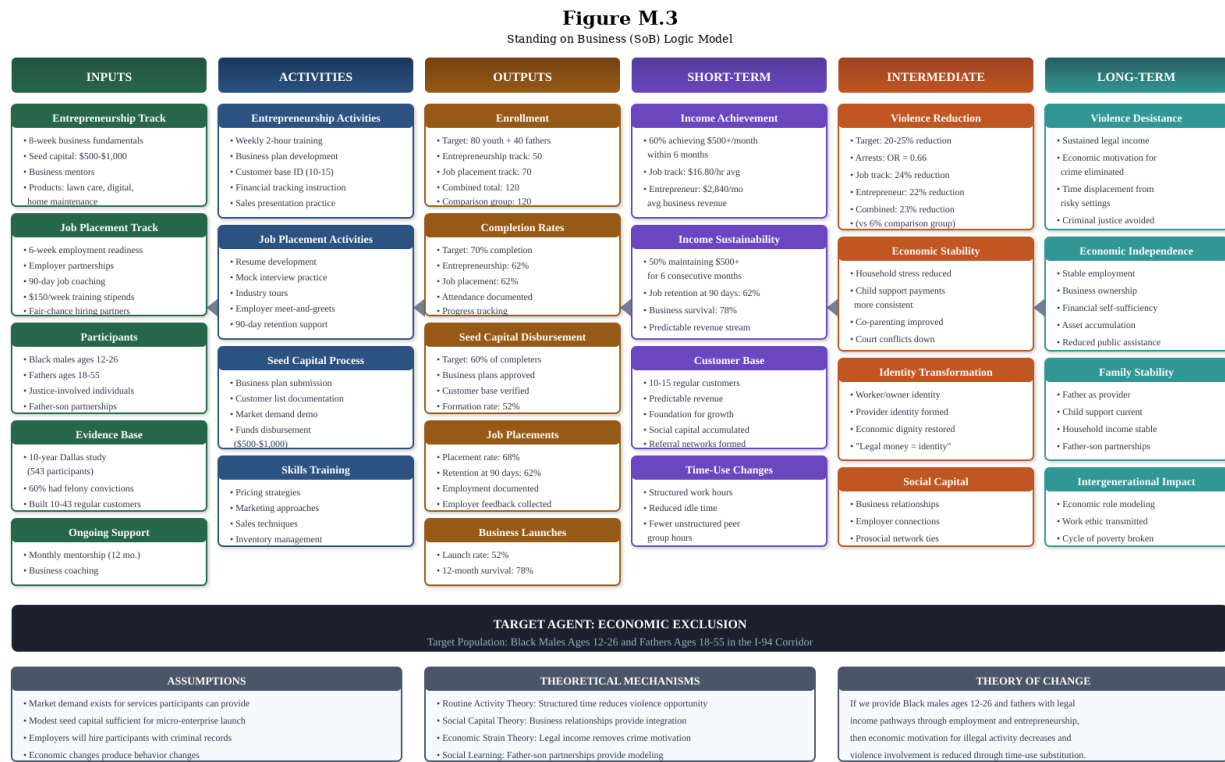 Figure M.3
Standing on Business (SoB) Logic Model
INPUTS
Entrepreneurship Track
• 8-week business fundamentals
• Seed capital: $500-$1,000
• Business mentors
• Products: lawn care, digital,
home maintenance
Job Placement Track
• 6-week employment readiness
• Employer partnerships
• 90-day job coaching
• $150/week training stipends
• Fair-chance hiring partners
Participants
• Black males ages 12-26
• Fathers ages 18-55
• Justice-involved individuals
• Father-son partnerships
Evidence Base
• 10-year Dallas study
(543 participants)
• 60% had felony convictions
• Built 10-43 regular customers
Ongoing Support
• Monthly mentorship (12 mo.)
• Business coaching
ACTIVITIES
Entrepreneurship Activities
• Weekly 2-hour training
• Business plan development
• Customer base ID (10-15)
• Financial tracking instruction
• Sales presentation practice
Job Placement Activities
• Resume development
• Mock interview practice
• Industry tours
• Employer meet-and-greets
• 90-day retention support
Seed Capital Process
• Business plan submission
• Customer list documentation
• Market demand demo
• Funds disbursement
($500-$1,000)
Skills Training
• Pricing strategies
• Marketing approaches
• Sales techniques
• Inventory management
OUTPUTS
Enrollment
• Target: 80 youth + 40 fathers
• Entrepreneurship track: 50
• Job placement track: 70
• Combined total: 120
• Comparison group: 120
Completion Rates
• Target: 70% completion
• Entrepreneurship: 62%
• Job placement: 62%
• Attendance documented
• Progress tracking
Seed Capital Disbursement
• Target: 60% of completers
• Business plans approved
• Customer base verified
• Formation rate: 52%
Job Placements
• Placement rate: 68%
• Retention at 90 days: 62%
• Employment documented
• Employer feedback collected
Business Launches
• Launch rate: 52%
• 12-month survival: 78%
SHORT-TERM
Income Achievement
• 60% achieving $500+/month
within 6 months
• Job track: $16.80/hr avg
• Entrepreneur: $2,840/mo
avg business revenue
Income Sustainability
• 50% maintaining $500+
for 6 consecutive months
• Job retention at 90 days: 62%
• Business survival: 78%
• Predictable revenue stream
Customer Base
• 10-15 regular customers
• Predictable revenue
• Foundation for growth
• Social capital accumulated
• Referral networks formed
Time-Use Changes
• Structured work hours
• Reduced idle time
• Fewer unstructured peer
group hours
INTERMEDIATE
Violence Reduction
• Target: 20-25% reduction
• Arrests: OR = 0.66
• Job track: 24% reduction
• Entrepreneur: 22% reduction
• Combined: 23% reduction
• (vs 6% comparison group)
Economic Stability
• Household stress reduced
• Child support payments
more consistent
• Co-parenting improved
• Court conflicts down
Identity Transformation
• Worker/owner identity
• Provider identity formed
• Economic dignity restored
• "Legal money = identity"
Social Capital
• Business relationships
• Employer connections
• Prosocial network ties
LONG-TERM
Violence Desistance
• Sustained legal income
• Economic motivation for
crime eliminated
• Time displacement from
risky settings
• Criminal justice avoided
Economic Independence
• Stable employment
• Business ownership
• Financial self-sufficiency
• Asset accumulation
• Reduced public assistance
Family Stability
• Father as provider
• Child support current
• Household income stable
• Father-son partnerships
Intergenerational Impact
• Economic role modeling
• Work ethic transmitted
• Cycle of poverty broken
TARGET AGENT: ECONOMIC EXCLUSION
Target Population: Black Males Ages 12-26 and Fathers Ages 18-55 in the I-94 Corridor
ASSUMPTIONS
• Market demand exists for services participants can provide
• Modest seed capital sufficient for micro-enterprise launch
• Employers will hire participants with criminal records
• Economic changes produce behavior changes
THEORETICAL MECHANISMS
• Routine Activity Theory: Structured time reduces violence opportunity
• Social Capital Theory: Business relationships provide integration
• Economic Strain Theory: Legal income removes crime motivation
• Social Learning: Father-son partnerships provide modeling
THEORY OF CHANGE
If we provide Black males ages 12-26 and fathers with legal
income pathways through employment and entrepreneurship,
then economic motivation for illegal activity decreases and
violence involvement is reduced through time-use substitution.